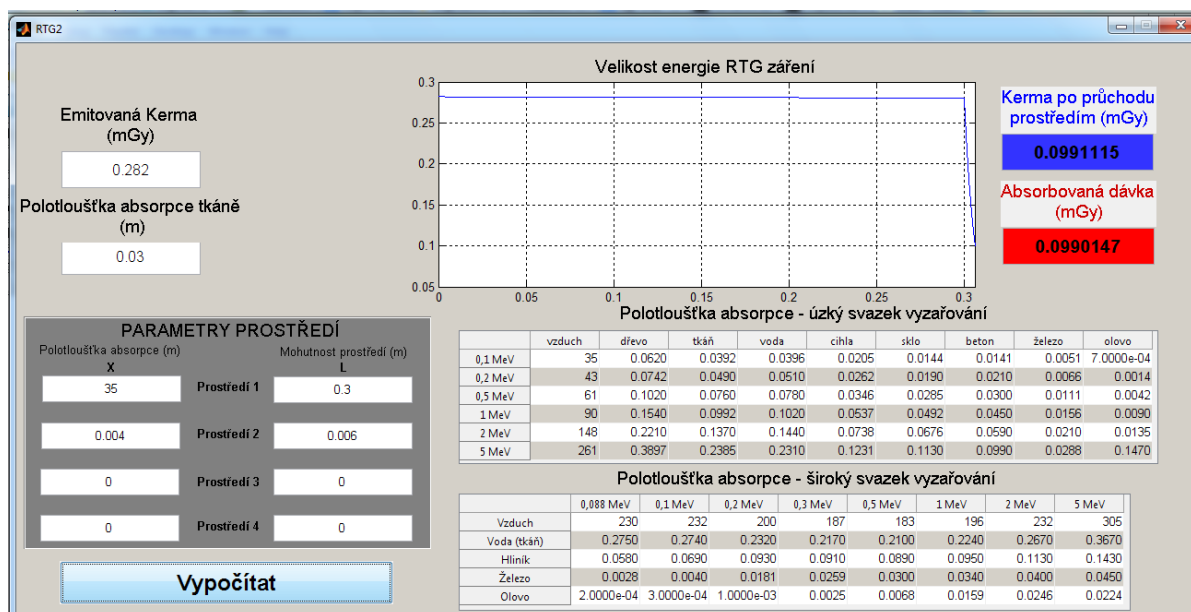 RTG2
Emitovaná Kerma
(mGy)
0.282
Polotloušťka absorpce tkáně
(m)
0.03
Velikost energie RTG záření
0.3
0.25
0.2
0.15
0.1
0.05
0 0.05 0.1 0.15 0.2 0.25 0.3
Kerma po průchodu
prostředím (mGy)
0.0991115
Absorbovaná dávka
(mGy)
0.0990147
PARAMETRY PROSTŘEDÍ
Polotloušťka absorpce (m) Mohutnost prostředí (m)
X L
35 Prostředí 1 0.3
0.004 Prostředí 2 0.006
0 Prostředí 3 0
0 Prostředí 4 0
Vypočítat
Polotloušťka absorpce - úzký svazek vyzařování
vzduch dřevo tkáň voda cihla sklo beton železo olovo
0,1 MeV 35 0.0620 0.0392 0.0396 0.0205 0.0144 0.0141 0.0051 7.0000e-04
0,2 MeV 43 0.0742 0.0490 0.0510 0.0262 0.0190 0.0210 0.0066 0.0014
0,5 MeV 61 0.1020 0.0760 0.0780 0.0346 0.0285 0.0300 0.0111 0.0042
1 MeV 90 0.1540 0.0992 0.1020 0.0537 0.0492 0.0450 0.0156 0.0090
2 MeV 148 0.2210 0.1370 0.1440 0.0738 0.0676 0.0590 0.0210 0.0135
5 MeV 261 0.3897 0.2385 0.2310 0.1231 0.1130 0.0990 0.0288 0.1470
Polotloušťka absorpce - široký svazek vyzařování
0,088 MeV 0,1 MeV 0,2 MeV 0,3 MeV 0,5 MeV 1 MeV 2 MeV 5 MeV
Vzduch 230 232 200 187 183 196 232 305
Voda (tkáň) 0.2750 0.2740 0.2320 0.2170 0.2100 0.2240 0.2670 0.3670
Hliník 0.0580 0.0690 0.0930 0.0910 0.0890 0.0950 0.1130 0.1430
Železo 0.0028 0.0040 0.0181 0.0259 0.0300 0.0340 0.0400 0.0450
Olovo 2.0000e-04 3.0000e-04 1.0000e-03 0.0025 0.0068 0.0159 0.0246 0.0224